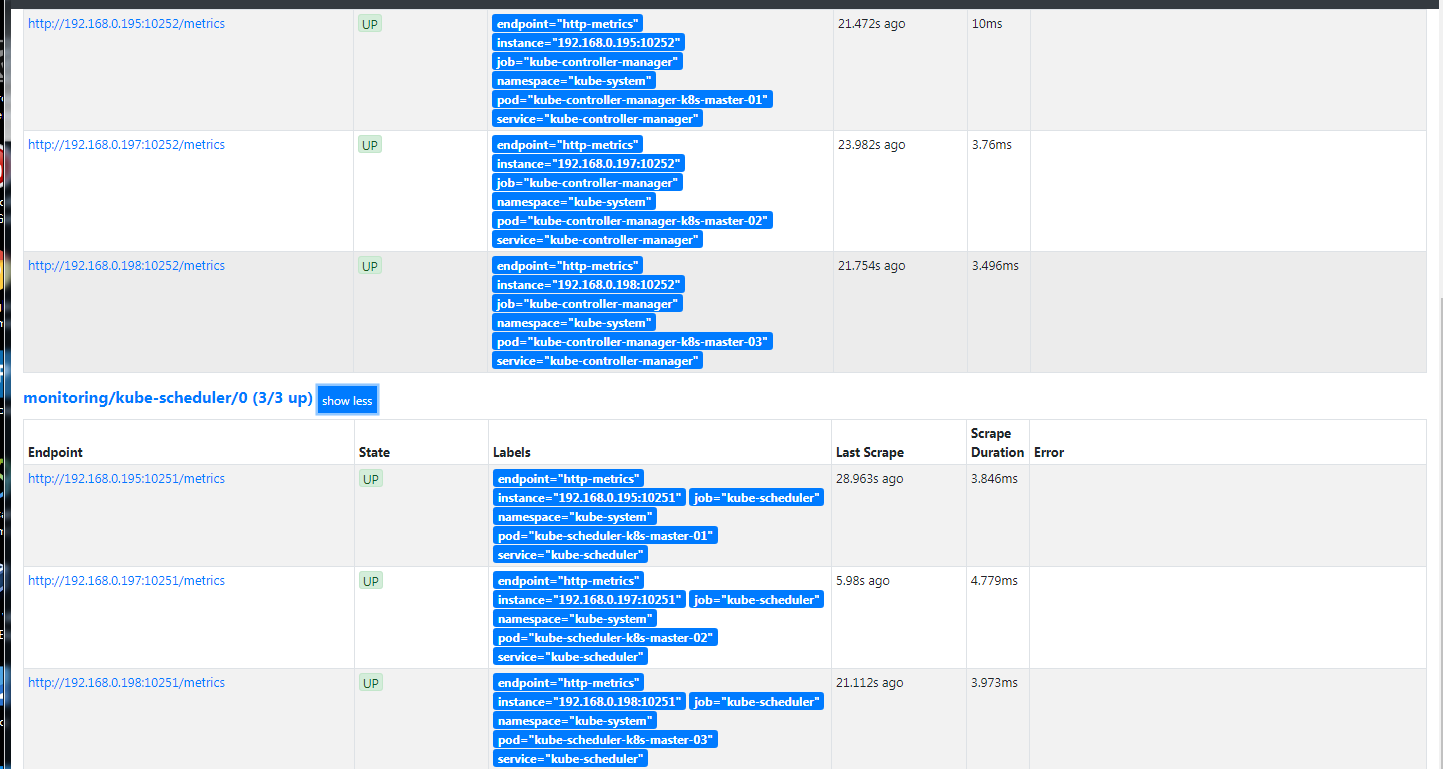 http://192.168.0.195:10252/metrics UP endpoint="http-metrics" 21.472s ago 10ms
instance="192.168.0.195:10252"
job="kube-controller-manager"
namespace="kube-system"
pod="kube-controller-manager-k8s-master-01"
service="kube-controller-manager"
http://192.168.0.197:10252/metrics UP endpoint="http-metrics" 23.982s ago 3.76ms
instance="192.168.0.197:10252"
job="kube-controller-manager"
namespace="kube-system"
pod="kube-controller-manager-k8s-master-02"
service="kube-controller-manager"
http://192.168.0.198:10252/metrics UP endpoint="http-metrics" 21.754s ago 3.496ms
instance="192.168.0.198:10252"
job="kube-controller-manager"
namespace="kube-system"
pod="kube-controller-manager-k8s-master-03"
service="kube-controller-manager"
monitoring/kube-scheduler/0 (3/3 up) show less
Endpoint State Labels Last Scrape Scrape Duration Error
http://192.168.0.195:10251/metrics UP endpoint="http-metrics" 28.963s ago 3.846ms
instance="192.168.0.195:10251" job="kube-scheduler"
namespace="kube-system"
pod="kube-scheduler-k8s-master-01"
service="kube-scheduler"
http://192.168.0.197:10251/metrics UP endpoint="http-metrics" 5.98s ago 4.779ms
instance="192.168.0.197:10251" job="kube-scheduler"
namespace="kube-system"
pod="kube-scheduler-k8s-master-02"
service="kube-scheduler"
http://192.168.0.198:10251/metrics UP endpoint="http-metrics" 21.112s ago 3.973ms
instance="192.168.0.198:10251" job="kube-scheduler"
namespace="kube-system"
pod="kube-scheduler-k8s-master-03"
service="kube-scheduler"